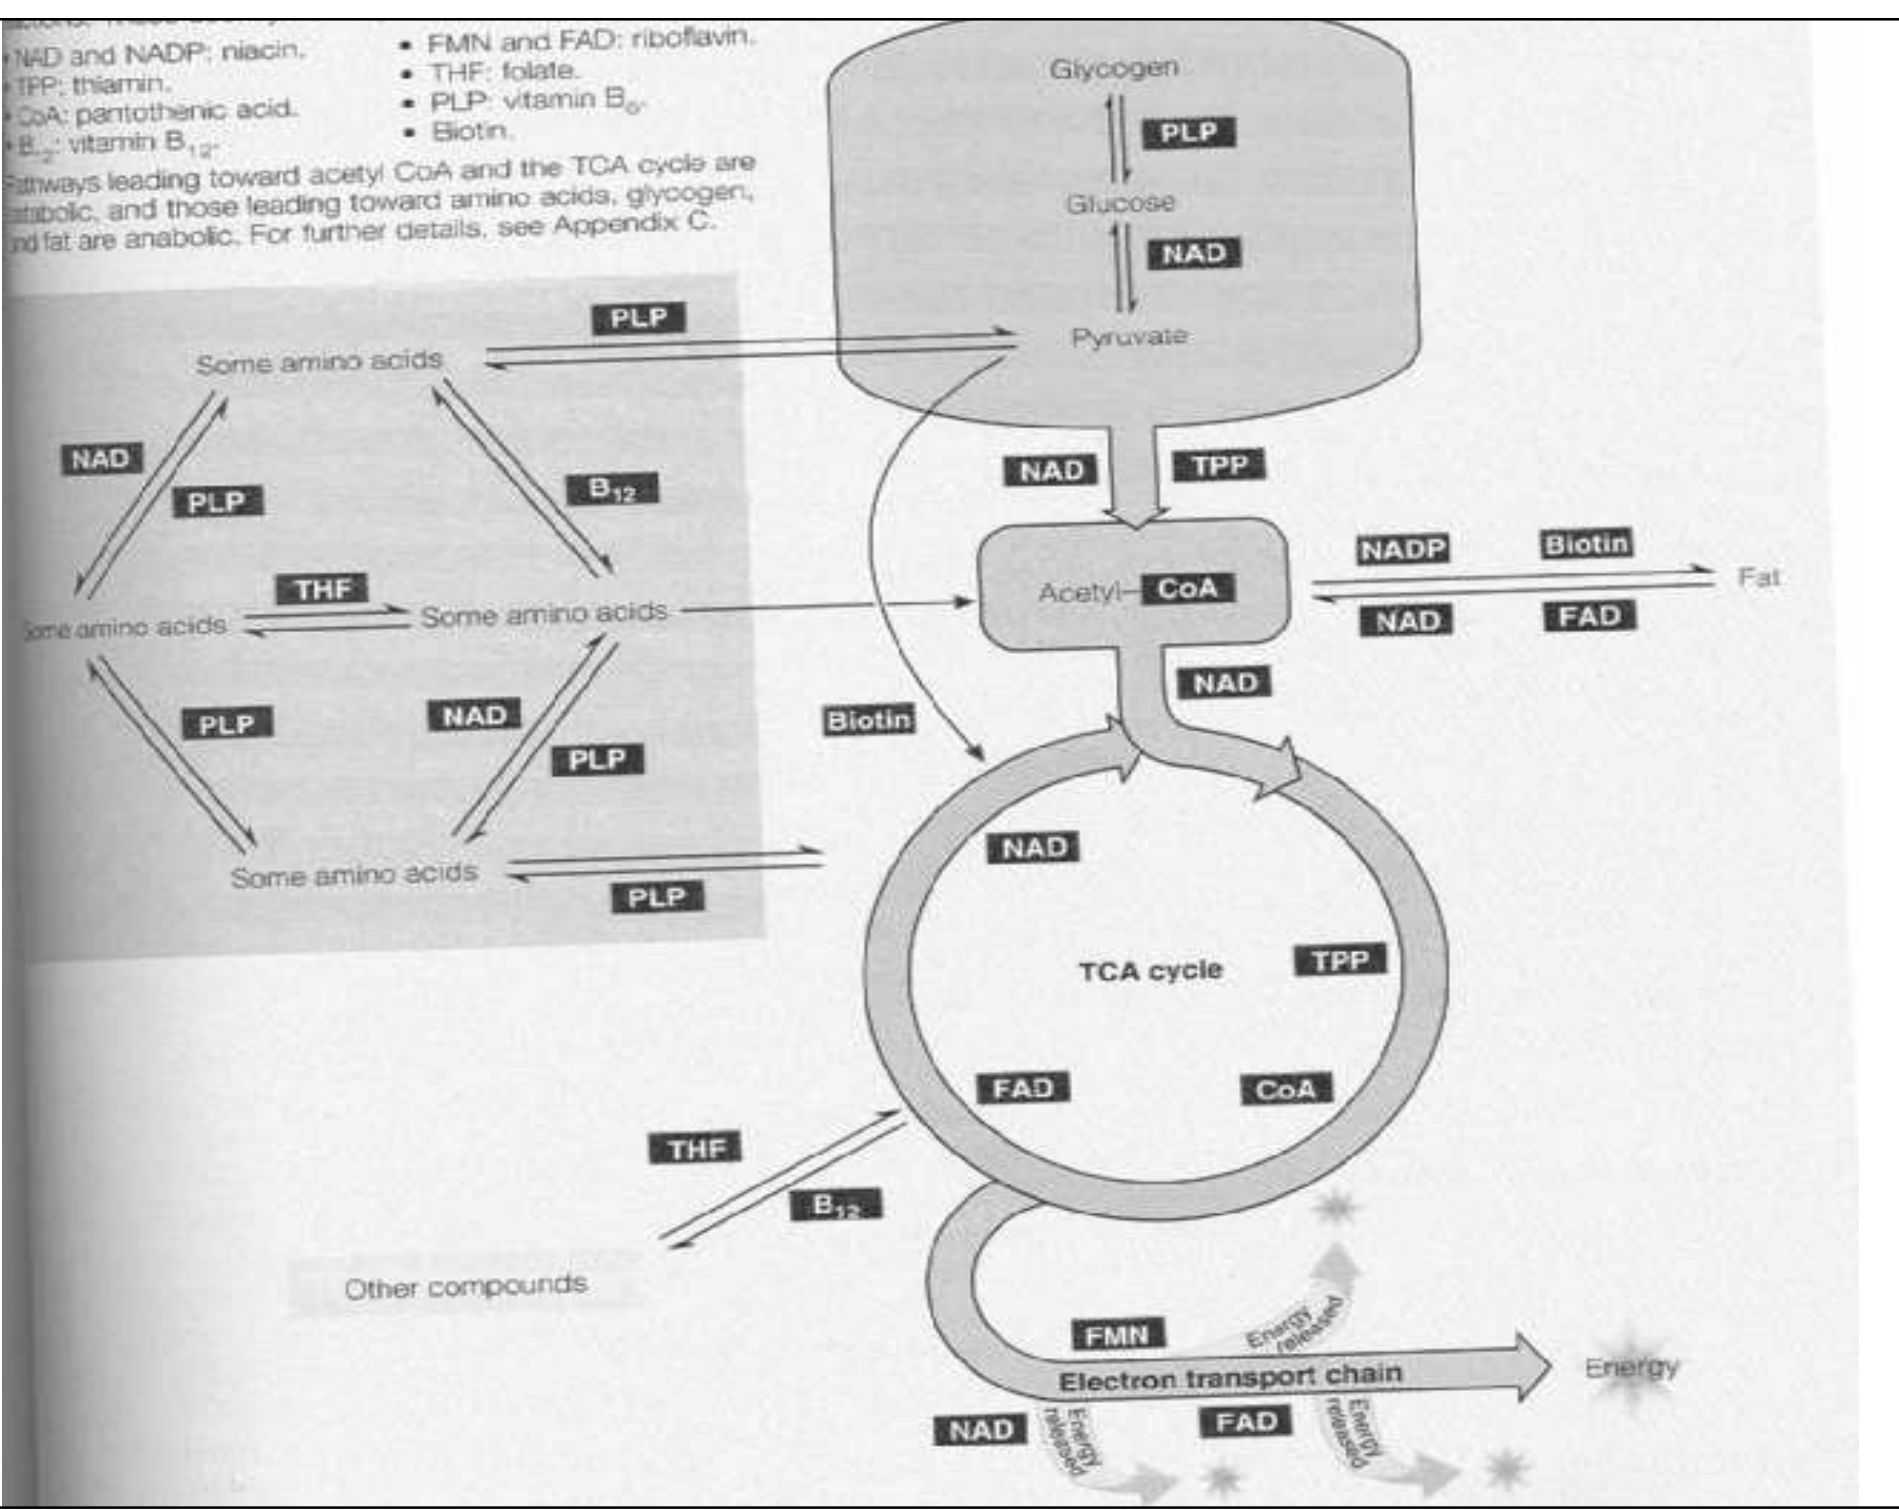 • NAD and NADP: niacin.
• TPP: thiamin.
• CoA: pantothenic acid.
• B12: vitamin B12.
• FMN and FAD: riboflavin.
• THF: folate.
• PLP: vitamin B6.
• Biotin.
Pathways leading toward acetyl CoA and the TCA cycle are
catabolic, and those leading toward amino acids, glycogen,
and fat are anabolic. For further details, see Appendix C.
Glycogen
PLP
Glucose
NAD
Pyruvate
PLP
Some amino acids
NAD
PLP
B12
NAD
TPP
THF
Some amino acids
Some amino acids
Acetyl–CoA
NADP
Biotin
Fat
NAD
FAD
NAD
PLP
NAD
PLP
Biotin
Some amino acids
PLP
NAD
TCA cycle
TPP
FAD
CoA
THF
B12
Other compounds
FMN
Energy
released
Electron transport chain
Energy
NAD
Energy
released
FAD
Energy
released